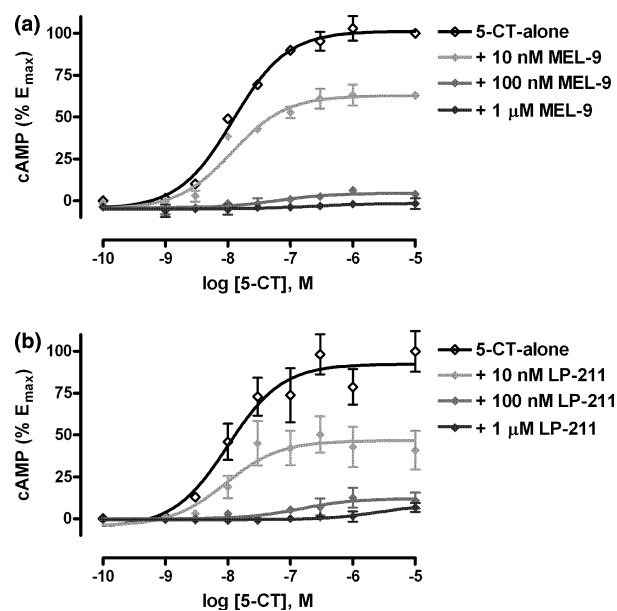 (a)
100
75
50
25
0
cAMP (% Emax)
-10 -9 -8 -7 -6 -5
log [5-CT], M
5-CT-alone
+ 10 nM MEL-9
+ 100 nM MEL-9
+ 1 µM MEL-9
(b)
100
75
50
25
0
cAMP (% Emax)
-10 -9 -8 -7 -6 -5
log [5-CT], M
5-CT-alone
+ 10 nM LP-211
+ 100 nM LP-211
+ 1 µM LP-211